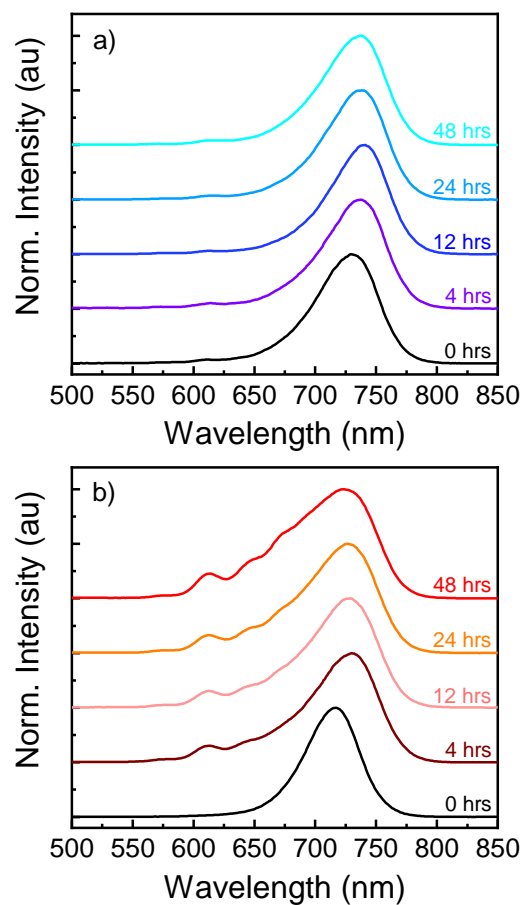 a)
Norm. Intensity (au)
48 hrs
24 hrs
12 hrs
4 hrs
0 hrs
500 550 600 650 700 750 800 850
Wavelength (nm)
b)
Norm. Intensity (au)
48 hrs
24 hrs
12 hrs
4 hrs
0 hrs
500 550 600 650 700 750 800 850
Wavelength (nm)